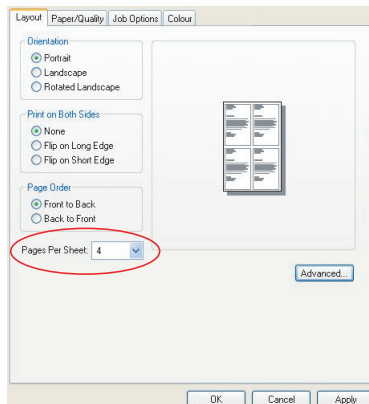 Layout Paper/Quality Job Options Colour
Orientation
Portrait
Landscape
Rotated Landscape
Print on Both Sides
None
Flip on Long Edge
Flip on Short Edge
Page Order
Front to Back
Back to Front
Pages Per Sheet: 4
Advanced...
OK Cancel Apply